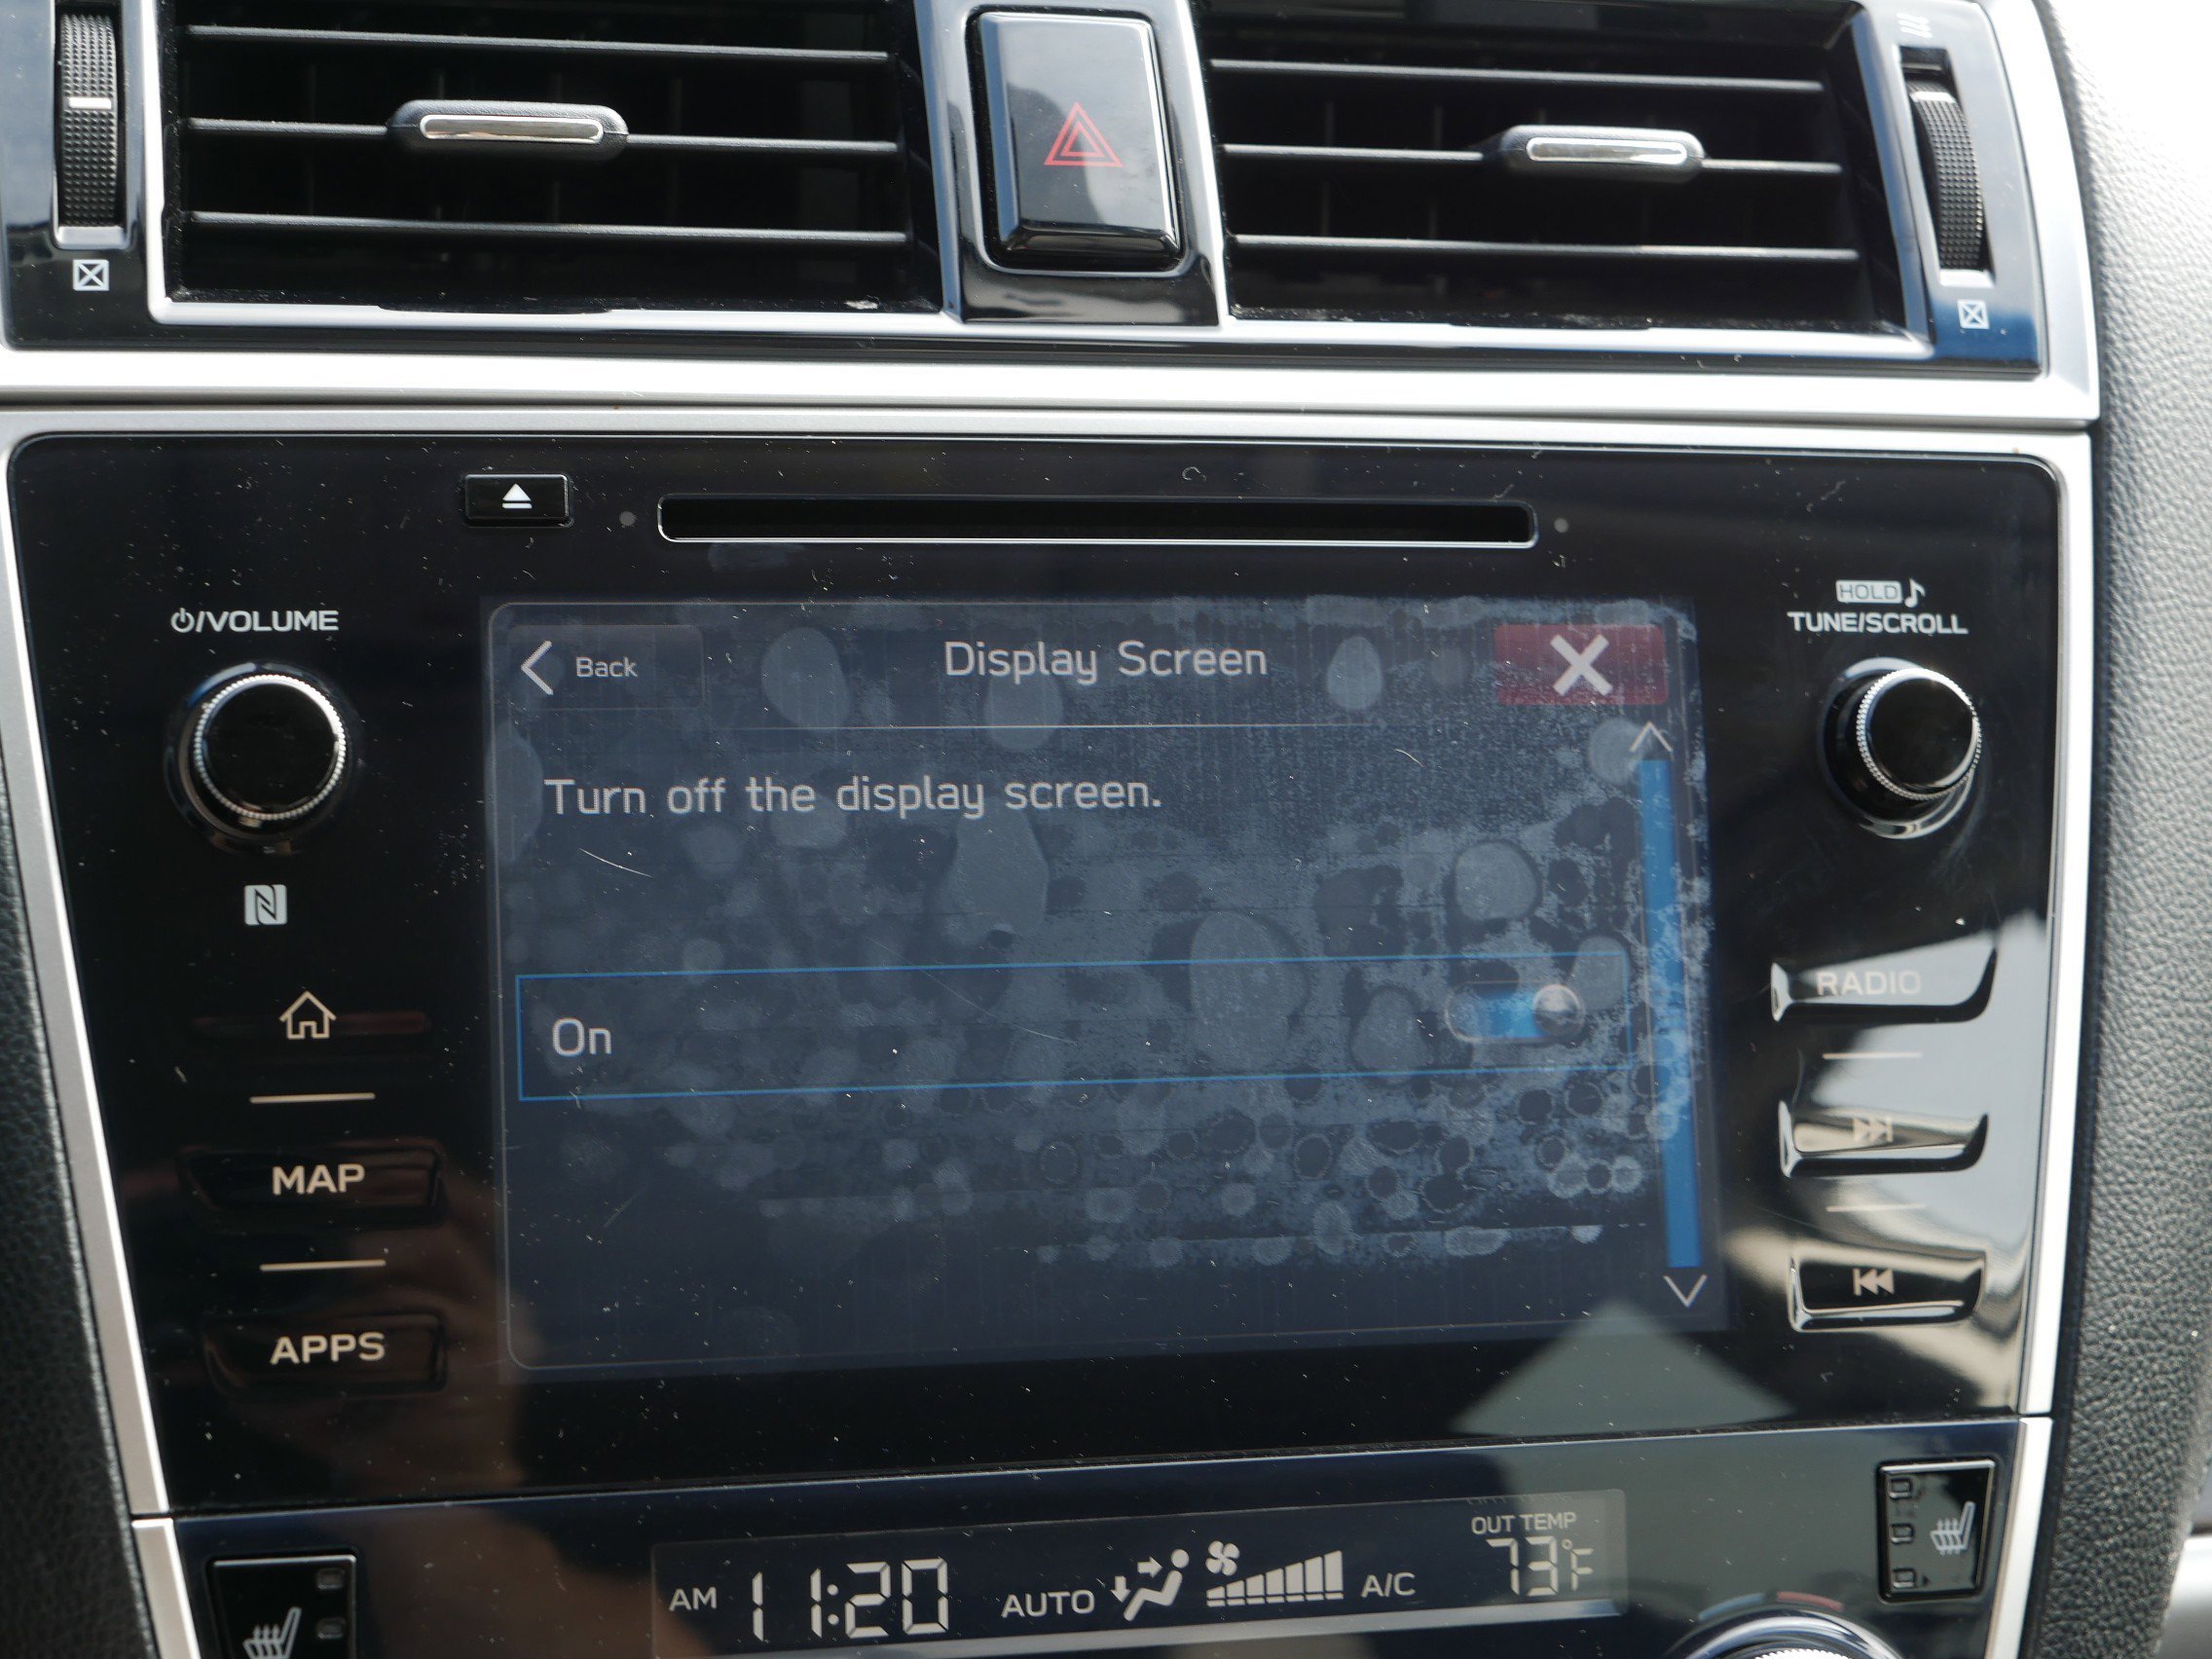 ⏻/VOLUME
HOLD♪
TUNE/SCROLL
Back
Display Screen
Turn off the display screen.
On
RADIO
MAP
APPS
OUT TEMP
AM 11:20 AUTO A/C 73°F